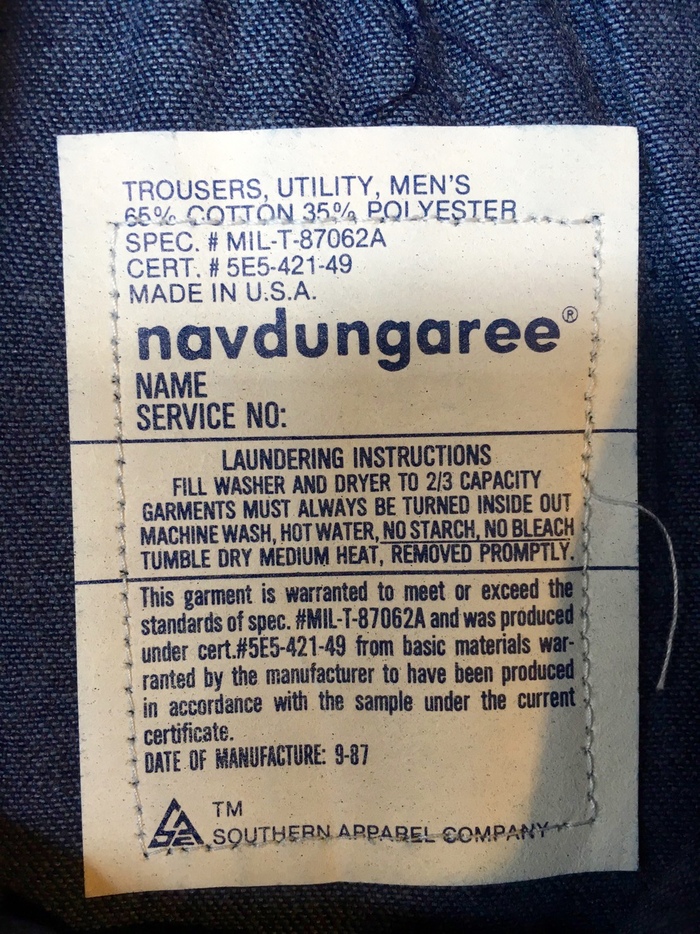 TROUSERS, UTILITY, MEN'S
65% COTTON 35% POLYESTER
SPEC. # MIL-T-87062A
CERT. # 5E5-421-49
MADE IN U.S.A.
navdungaree®
NAME
SERVICE NO:
LAUNDERING INSTRUCTIONS
FILL WASHER AND DRYER TO 2/3 CAPACITY
GARMENTS MUST ALWAYS BE TURNED INSIDE OUT
MACHINE WASH, HOT WATER, NO STARCH, NO BLEACH
TUMBLE DRY MEDIUM HEAT, REMOVED PROMPTLY.
This garment is warranted to meet or exceed the
standards of spec. #MIL-T-87062A and was produced
under cert.#5E5-421-49 from basic materials war-
ranted by the manufacturer to have been produced
in accordance with the sample under the current
certificate.
DATE OF MANUFACTURE: 9-87
TM
SOUTHERN APPAREL COMPANY